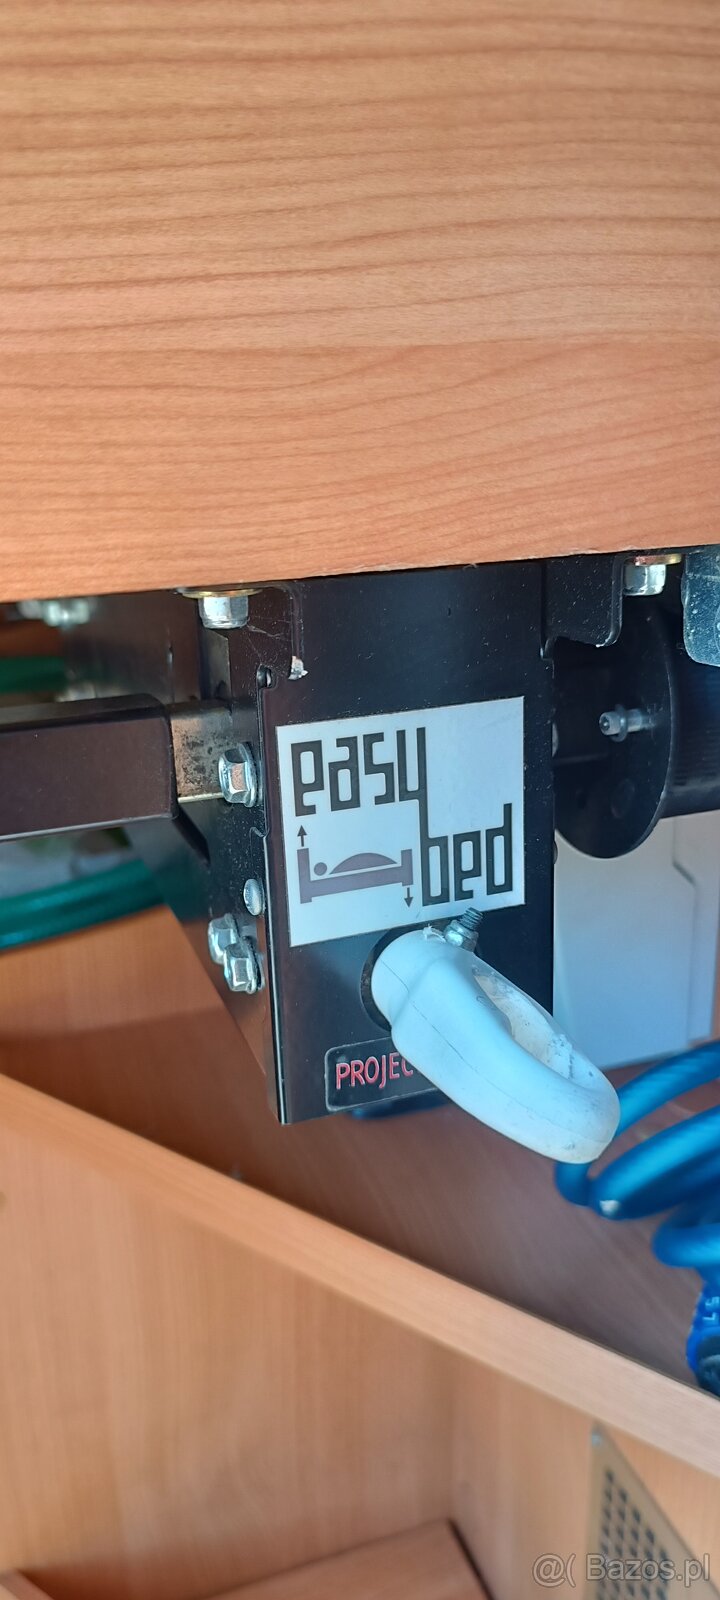 easy
bed
PROJEC
@( Bazos.pl